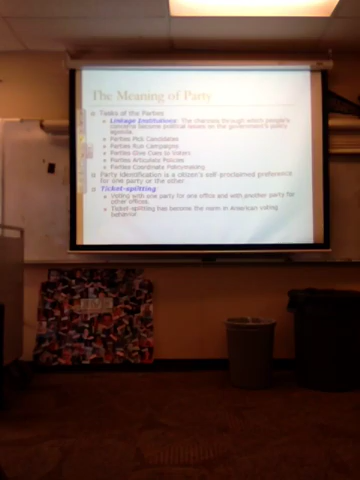 The Meaning of Party
Tasks of the Parties
Linkage Institutions: The channels through which people's
concerns become political issues on the government's policy
agenda.
Parties Pick Candidates
Parties Run Campaigns
Parties Give Cues to Voters
Parties Articulate Policies
Parties Coordinate Policymaking
Party identification is a citizen's self-proclaimed preference
for one party or the other.
Ticket-splitting
Voting with one party for one office and with another party for
other offices.
Ticket-splitting has become the norm in American voting
behavior